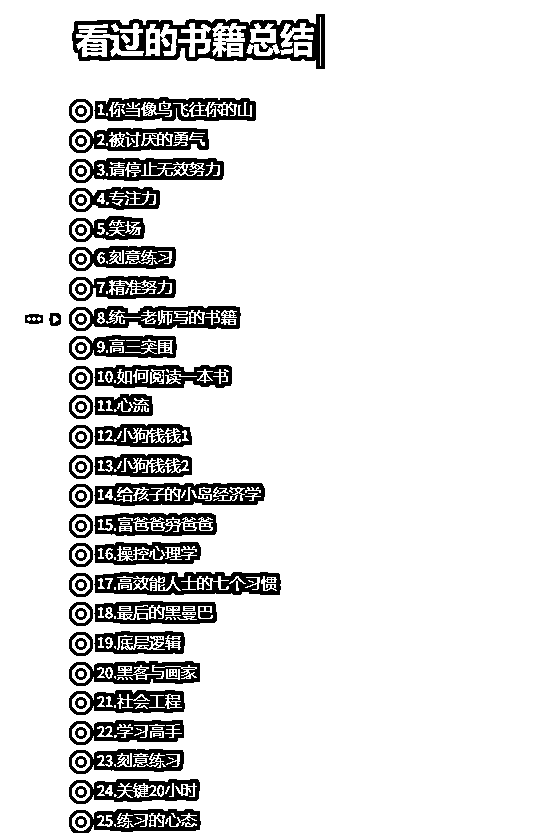 看过的书籍总结
1.你当像鸟飞往你的山
2.被讨厌的勇气
3.请停止无效努力
4.专注力
5.笑场
6.刻意练习
7.精准努力
8.统一老师写的书籍
9.高三突围
10.如何阅读一本书
11.心流
12.小狗钱钱1
13.小狗钱钱2
14.给孩子的小岛经济学
15.富爸爸穷爸爸
16.操控心理学
17.高效能人士的七个习惯
18.最后的黑曼巴
19.底层逻辑
20.黑客与画家
21.社会工程
22.学习高手
23.刻意练习
24.关键20小时
25.练习的心态